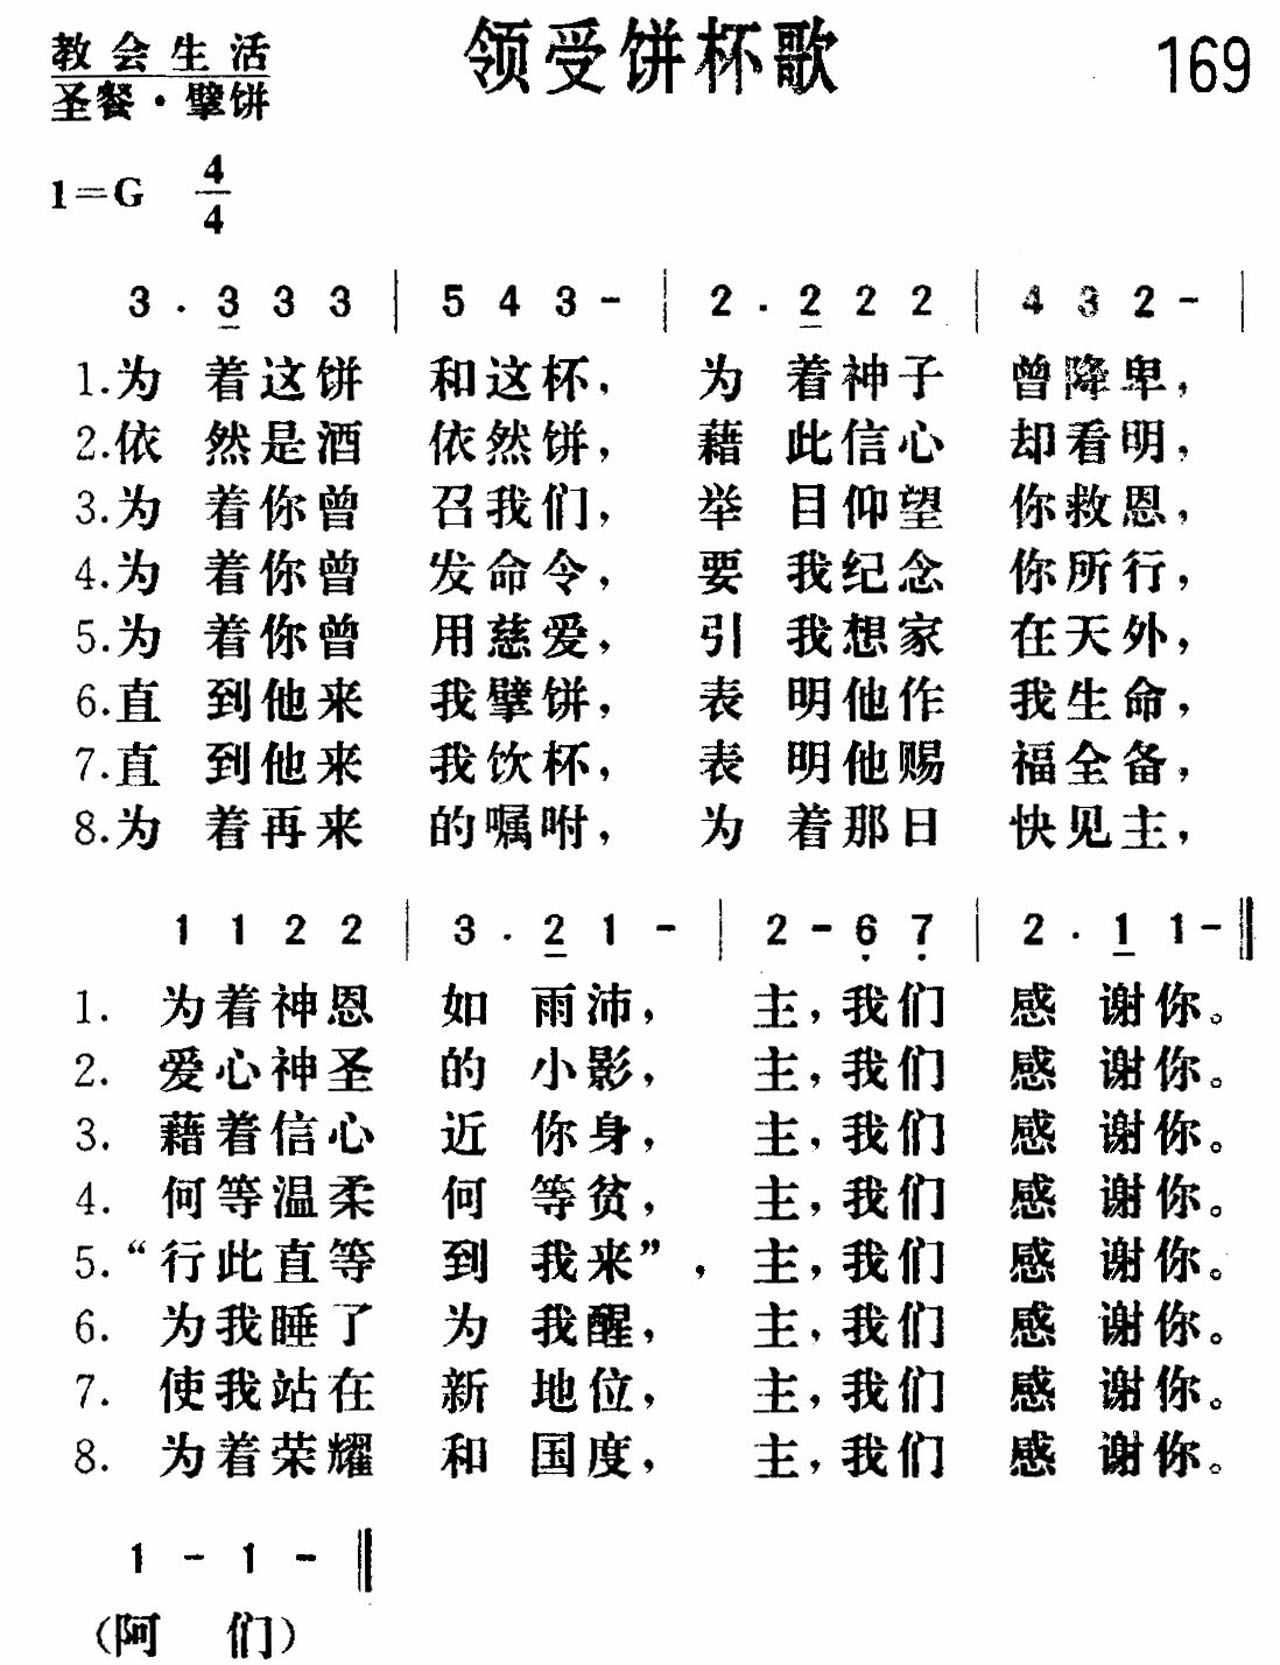 教会生活
圣餐·擘饼
领受饼杯歌
169
1=G 4/4
3 . 3 3 3 | 5 4 3 - | 2 . 2 2 2 | 4 3 2 - |
1.为 着这饼 和这杯, 为 着神子 曾降卑,
2.依 然是酒 依然饼, 藉 此信心 却看明,
3.为 着你曾 召我们, 举 目仰望 你救恩,
4.为 着你曾 发命令, 要 我纪念 你所行,
5.为 着你曾 用慈爱, 引 我想家 在天外,
6.直 到他来 我擘饼, 表 明他作 我生命,
7.直 到他来 我饮杯, 表 明他赐 福全备,
8.为 着再来 的嘱咐, 为 着那日 快见主,
1 1 2 2 | 3 . 2 1 - | 2 - 6 7 | 2 . 1 1 - ‖
1. 为着神恩 如 雨沛, 主,我们 感 谢你。
2. 爱心神圣 的 小影, 主,我们 感 谢你。
3. 藉着信心 近 你身, 主,我们 感 谢你。
4. 何等温柔 何 等贫, 主,我们 感 谢你。
5.“行此直等 到 我来”, 主,我们 感 谢你。
6. 为我睡了 为 我醒, 主,我们 感 谢你。
7. 使我站在 新 地位, 主,我们 感 谢你。
8. 为着荣耀 和 国度, 主,我们 感 谢你。
1 - 1 - ‖
(阿 们)